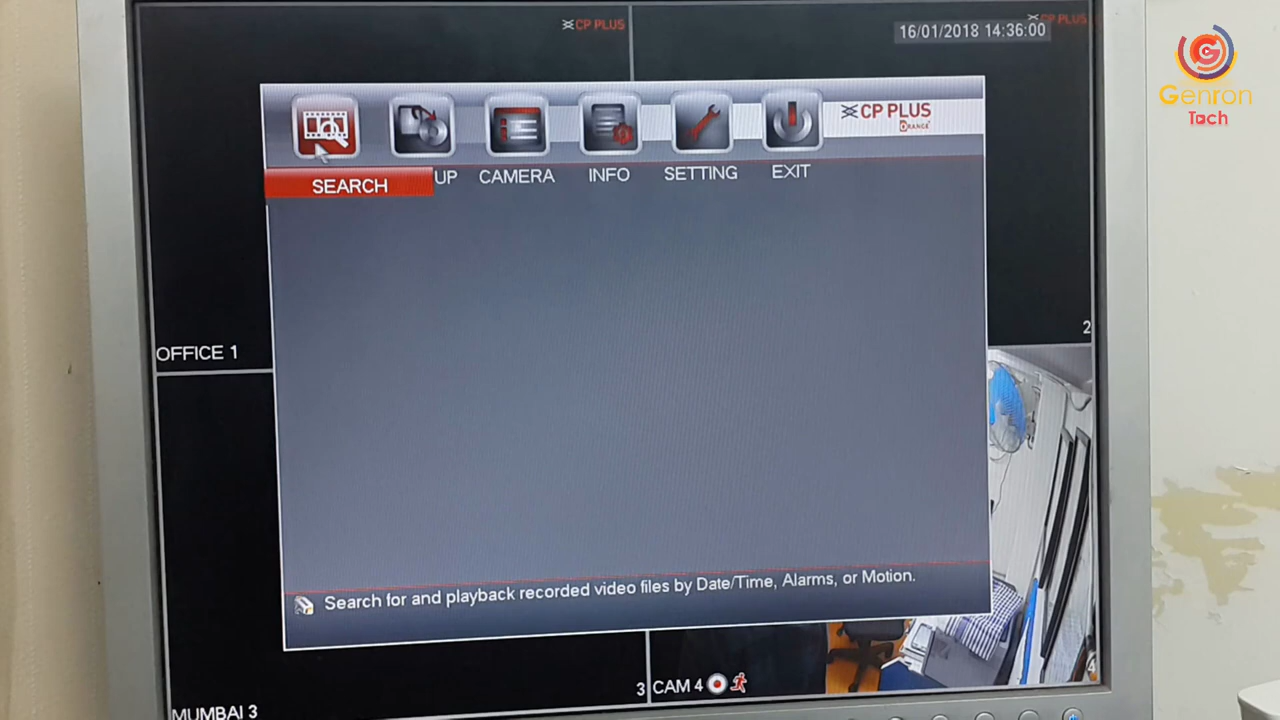 CP PLUS
16/01/2018 14:36:00
CP PLUS
Genron
Tech
CP PLUS
ORANGE
SEARCH
UP
CAMERA
INFO
SETTING
EXIT
OFFICE 1
2
Search for and playback recorded video files by Date/Time, Alarms, or Motion.
3
CAM 4
4
MUMBAI 3